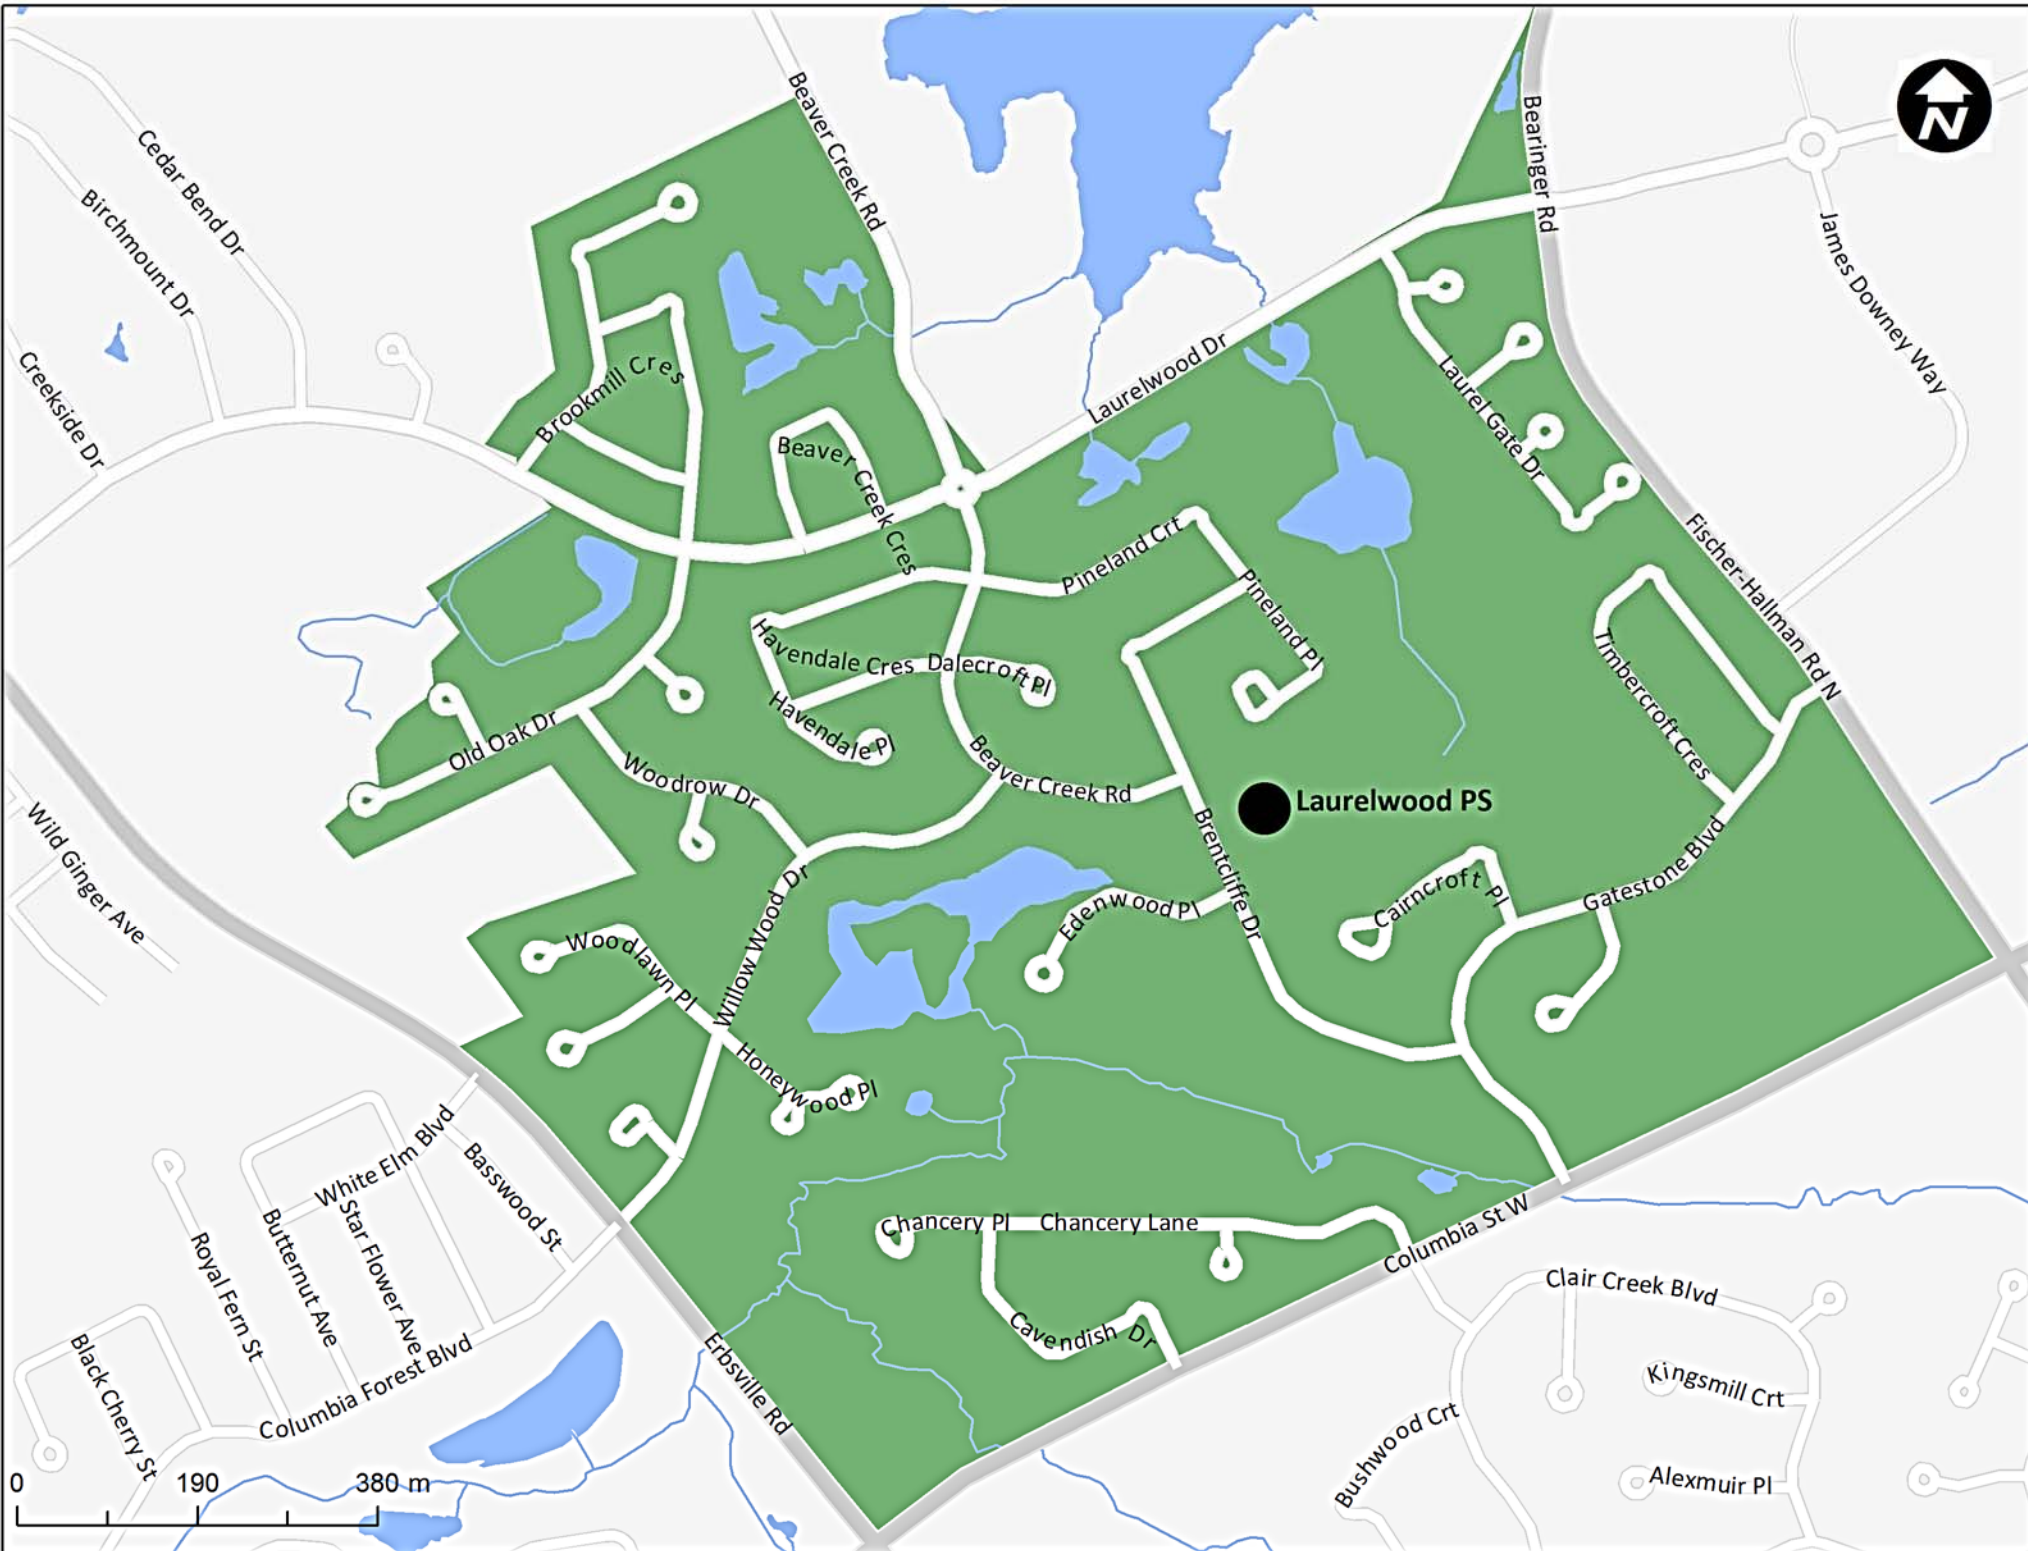 Beaver Creek Rd
Bearinger Rd
N
Cedar Bend Dr
Birchmount Dr
James Downey Way
Creekside Dr
Brookmill Cres
Laurelwood Dr
Laurel Gate Dr
Beaver Creek Cres
Pineland Crt
Fischer-Hallman Rd N
Pineland Pl
Havendale Cres
Dalecroft Pl
Timbercroft Cres
Old Oak Dr
Havendale Pl
Woodrow Dr
Beaver Creek Rd
Laurelwood PS
Wild Ginger Ave
Brentcliffe Dr
Gatestone Blvd
Cairncroft Pl
Edenwood Pl
Willow Wood Dr
Woodlawn Pl
Honeywood Pl
White Elm Blvd
Basswood St
Butternut Ave
Star Flower Ave
Royal Fern St
Chancery Pl
Chancery Lane
Columbia St W
Clair Creek Blvd
Cavendish Dr
Black Cherry St
Columbia Forest Blvd
Erbsville Rd
Kingsmill Crt
Bushwood Crt
Alexmuir Pl
0 190 380 m